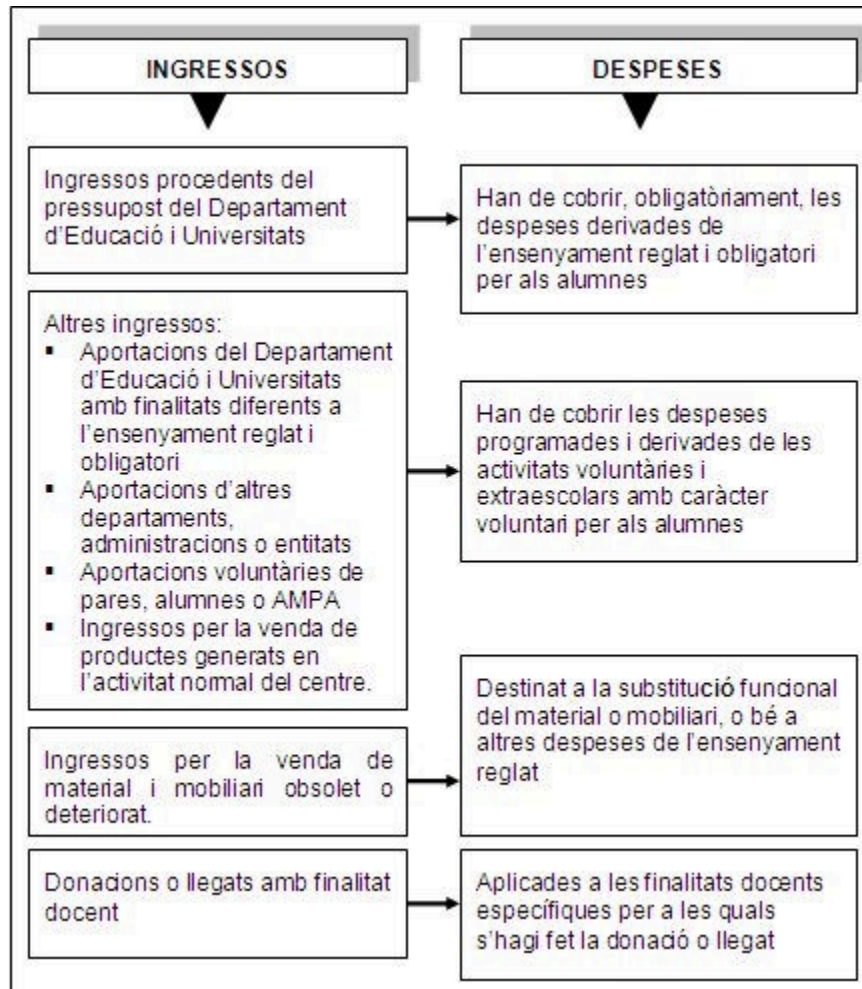 INGRESSOS
DESPESES
Ingressos procedents del
pressupost del Departament
d'Educació i Universitats
Han de cobrir, obligatòriament, les
despeses derivades de
l'ensenyament reglat i obligatori
per als alumnes
Altres ingressos:
▪ Aportacions del Departament
d'Educació i Universitats
amb finalitats diferents a
l'ensenyament reglat i
obligatori
▪ Aportacions d'altres
departaments,
administracions o entitats
▪ Aportacions voluntàries de
pares, alumnes o AMPA
▪ Ingressos per la venda de
productes generats en
l'activitat normal del centre.
Han de cobrir les despeses
programades i derivades de les
activitats voluntàries i
extraescolars amb caràcter
voluntari per als alumnes
Ingressos per la venda de
material i mobiliari obsolet o
deteriorat.
Destinat a la substitució funcional
del material o mobiliari, o bé a
altres despeses de l'ensenyament
reglat
Donacions o llegats amb finalitat
docent
Aplicades a les finalitats docents
específiques per a les quals
s'hagi fet la donació o llegat